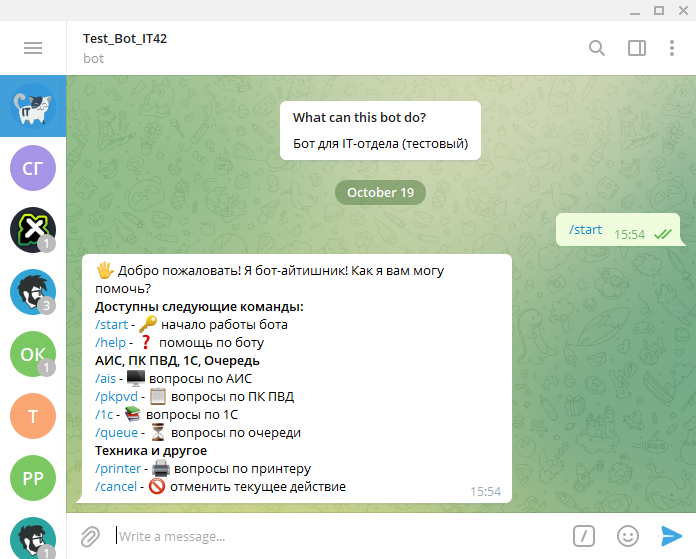 Test_Bot_IT42
bot
What can this bot do?
Бот для IT-отдела (тестовый)
October 19
/start 15:54
🖐 Добро пожаловать! Я бот-айтишник! Как я вам могу
помочь?
Доступны следующие команды:
/start - 🔑 начало работы бота
/help - ❓ помощь по боту
АИС, ПК ПВД, 1С, Очередь
/ais - 🖥 вопросы по АИС
/pkpvd - 📋 вопросы по ПК ПВД
/1c - 📚 вопросы по 1С
/queue - ⏳ вопросы по очереди
Техника и другое
/printer - 🖨 вопросы по принтеру
/cancel - 🚫 отменить текущее действие
15:54
IT
СГ
1
3
ОК
1
Т
РР
1
Write a message...